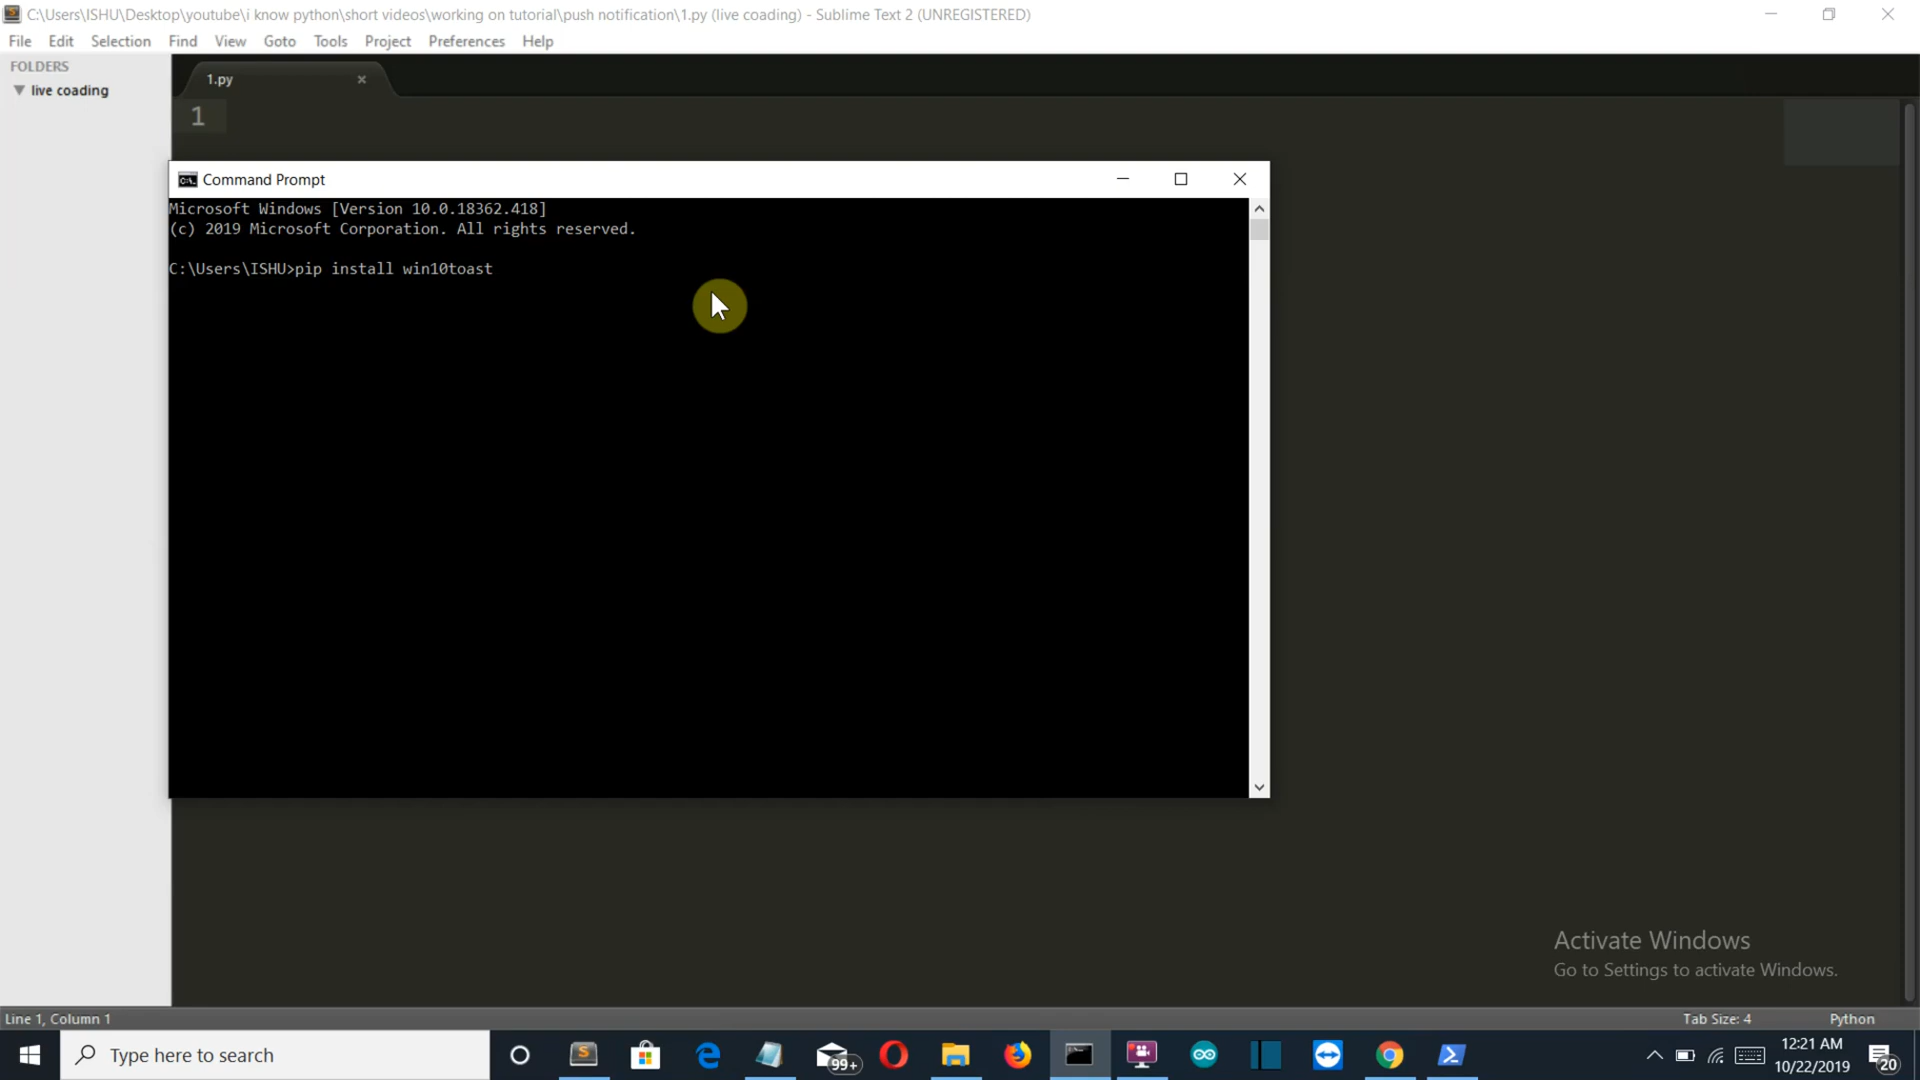 C:\Users\ISHU\Desktop\youtube\i know python\short videos\working on tutorial\push notification\1.py (live coading) - Sublime Text 2 (UNREGISTERED)
File Edit Selection Find View Goto Tools Project Preferences Help
FOLDERS
live coading
1.py
1
Command Prompt
Microsoft Windows [Version 10.0.18362.418]
(c) 2019 Microsoft Corporation. All rights reserved.
C:\Users\ISHU>pip install win10toast
Activate Windows
Go to Settings to activate Windows.
Line 1, Column 1
Tab Size: 4
Python
Type here to search
99+
12:21 AM
10/22/2019
20